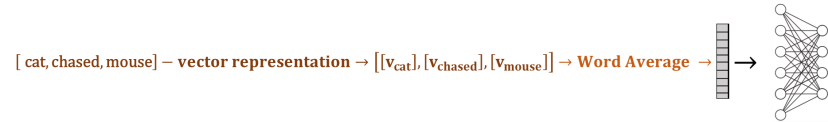 [ cat, chased, mouse] − vector representation → [[v_cat], [v_chased], [v_mouse]] → Word Average →